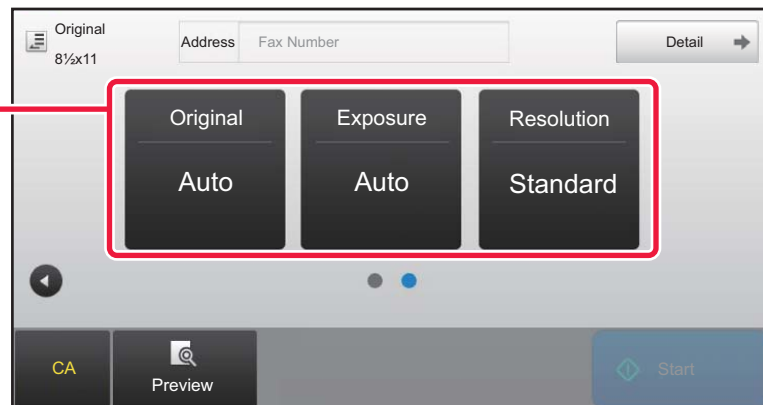 Original
8½x11
Address Fax Number
Detail
Original Exposure Resolution
Auto Auto Standard
CA
Preview
Start